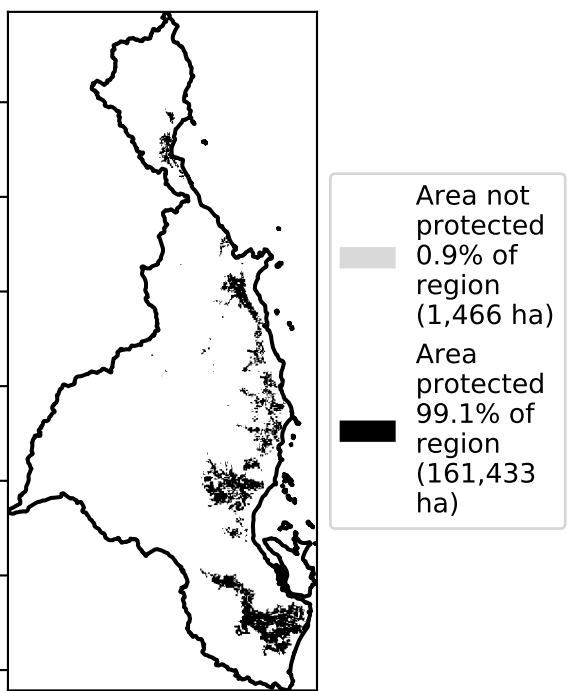 Area not
protected
0.9% of
region
(1,466 ha)
Area
protected
99.1% of
region
(161,433
ha)